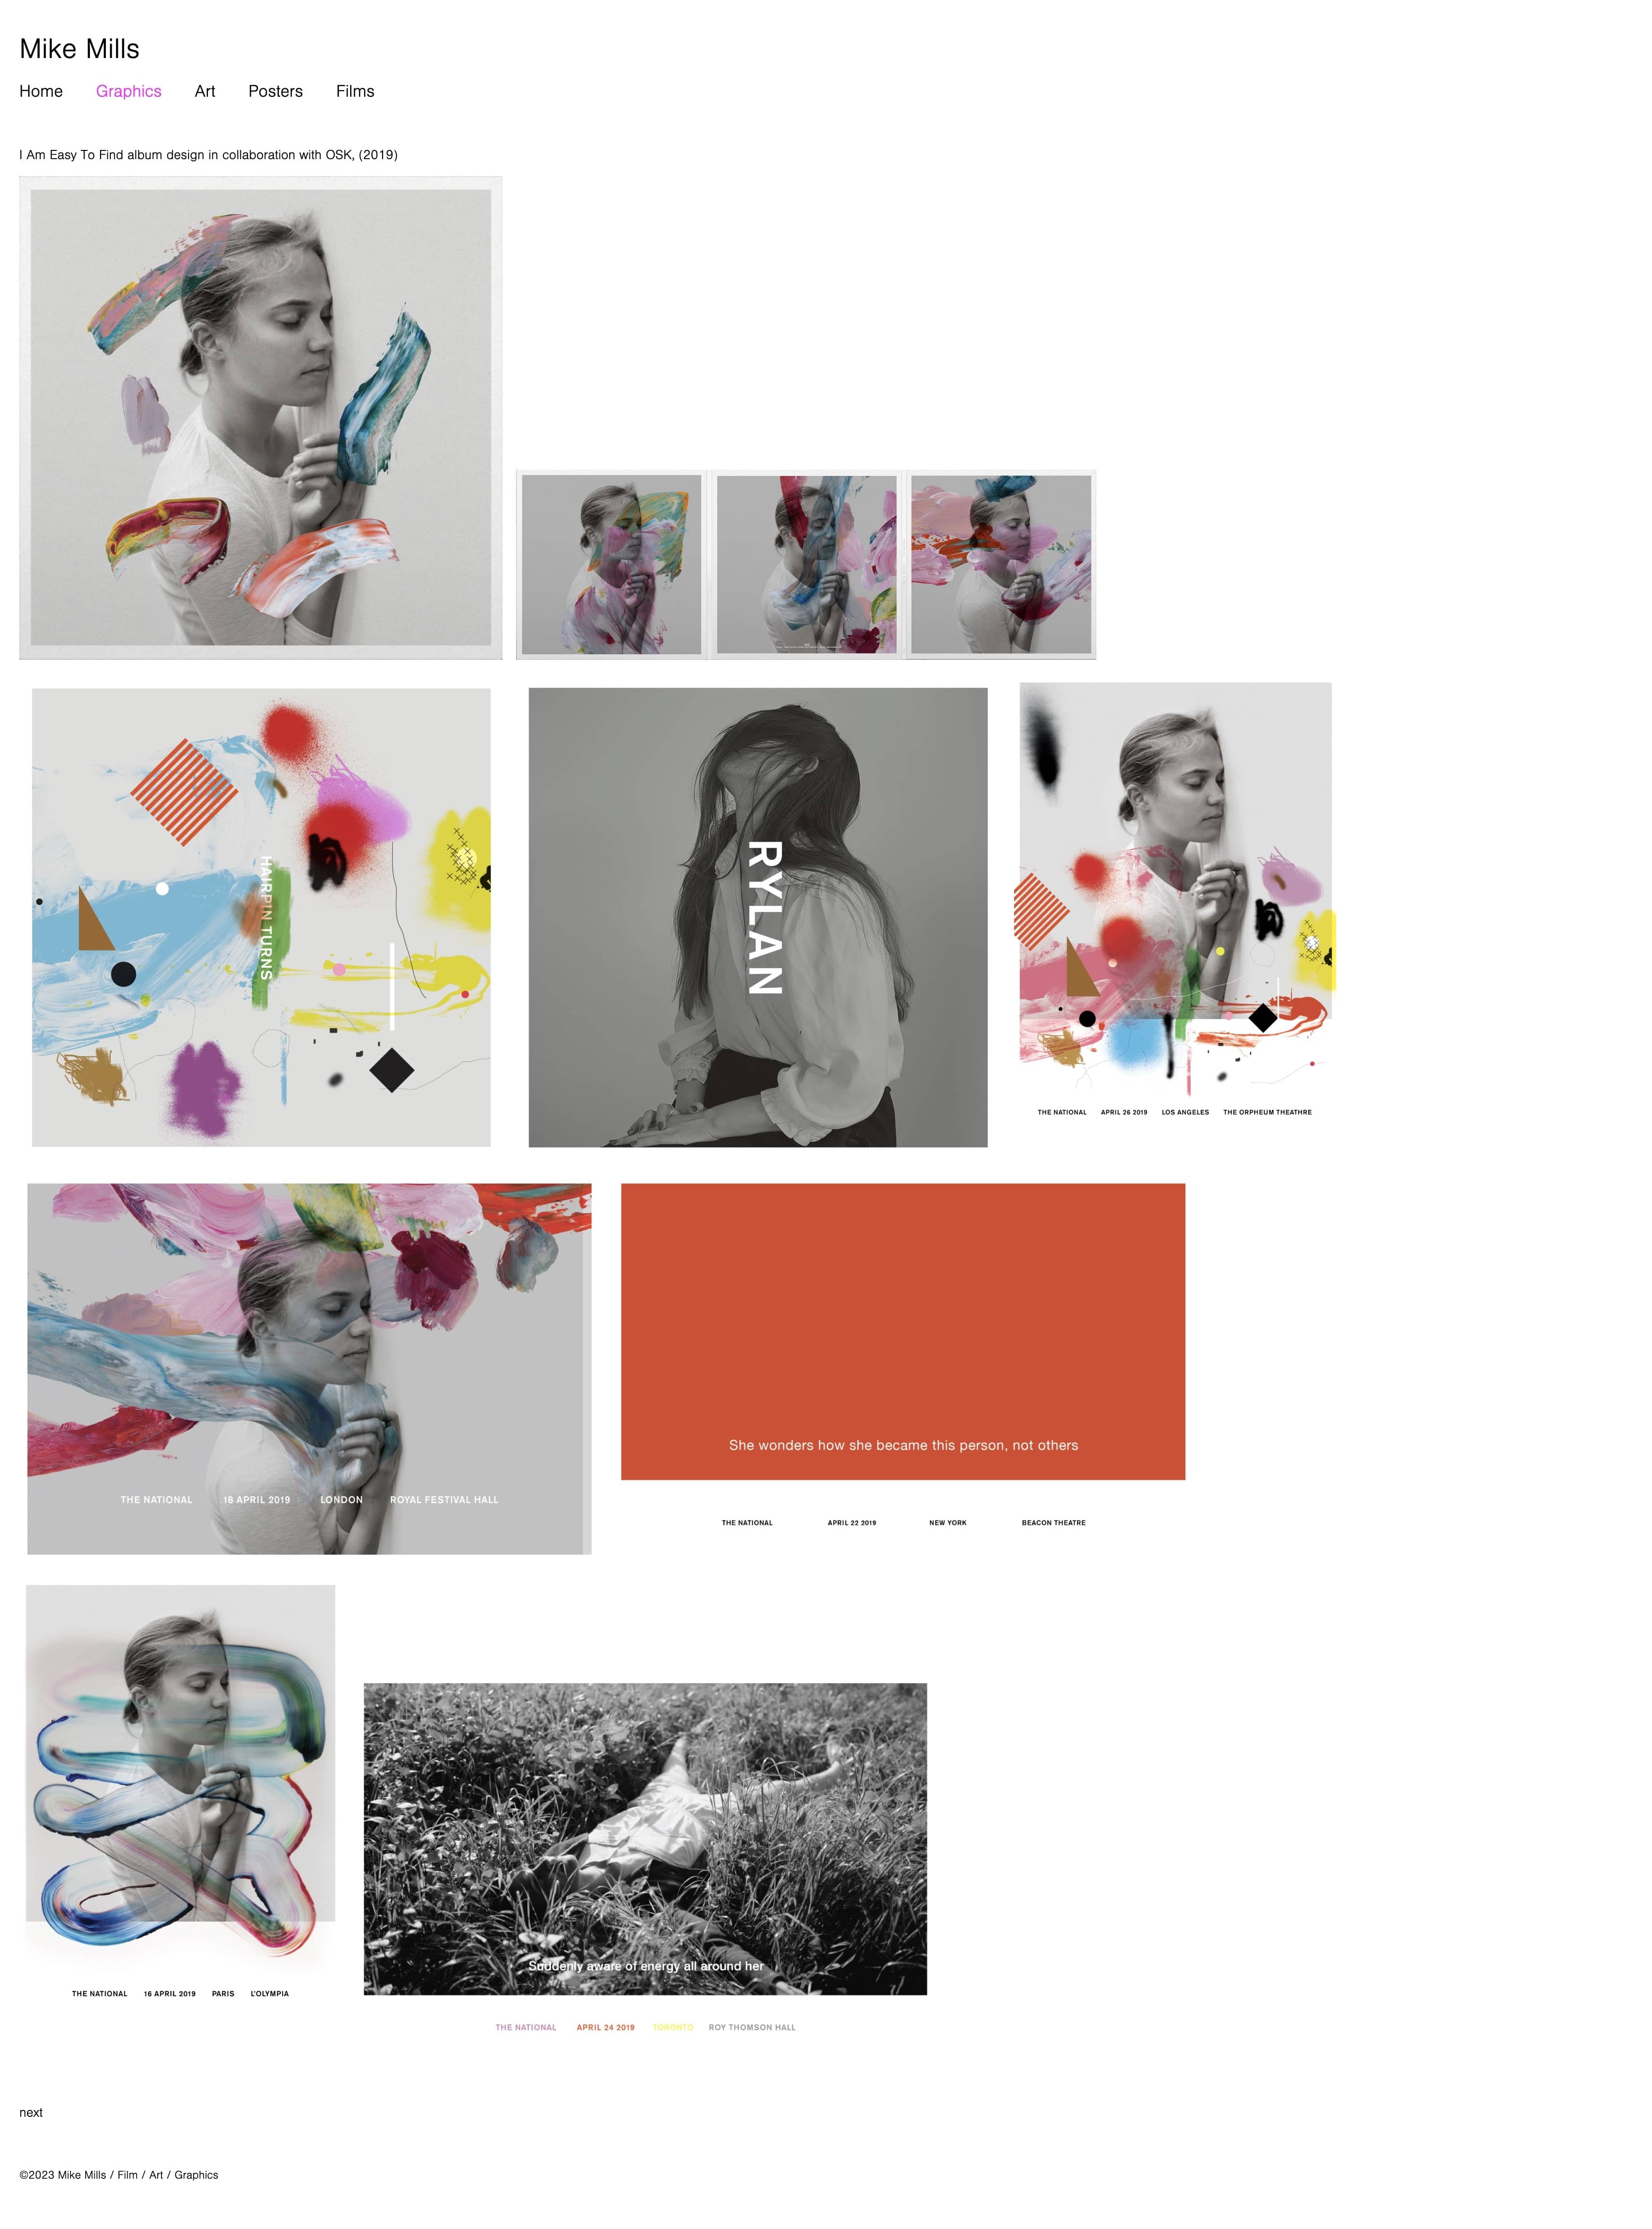 Mike Mills
Home Graphics Art Posters Films
I Am Easy To Find album design in collaboration with OSK, (2019)
HAIRPIN TURNS
RYLAN
THE NATIONAL APRIL 26 2019 LOS ANGELES THE ORPHEUM THEATHRE
THE NATIONAL 18 APRIL 2019 LONDON ROYAL FESTIVAL HALL
She wonders how she became this person, not others
THE NATIONAL APRIL 22 2019 NEW YORK BEACON THEATRE
THE NATIONAL 16 APRIL 2019 PARIS L'OLYMPIA
Suddenly aware of energy all around her
THE NATIONAL APRIL 24 2019 TORONTO ROY THOMSON HALL
next
©2023 Mike Mills / Film / Art / Graphics